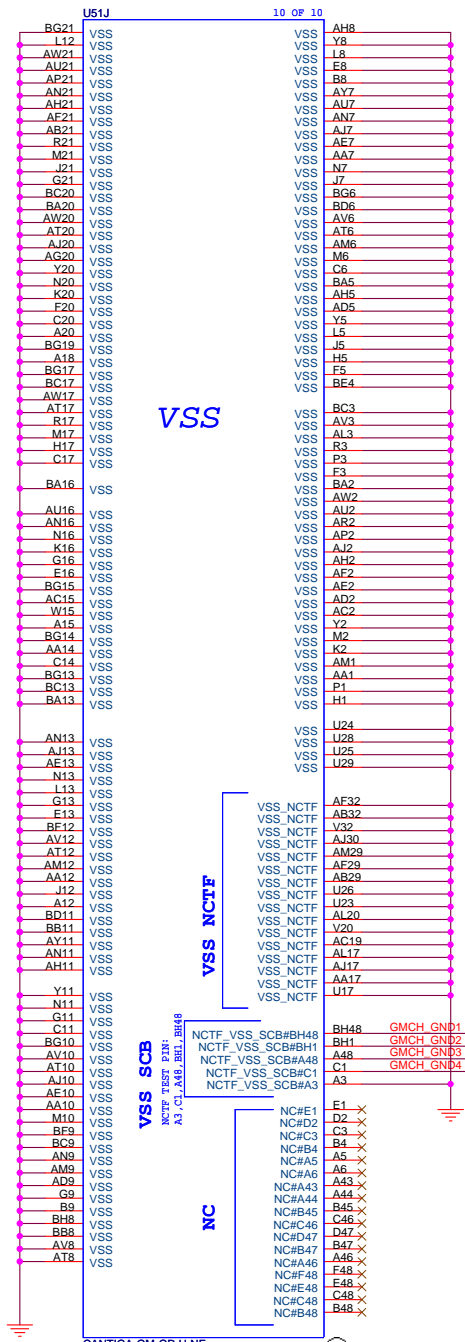 U51J 10 OF 10
BG21 VSS VSS AH8
L12 VSS VSS Y8
AW21 VSS VSS L8
AU21 VSS VSS E8
AP21 VSS VSS B8
AN21 VSS VSS AY7
AH21 VSS VSS AU7
AF21 VSS VSS AN7
AB21 VSS VSS AJ7
R21 VSS VSS AE7
M21 VSS VSS AA7
J21 VSS VSS N7
G21 VSS VSS J7
BC20 VSS VSS BG6
BA20 VSS VSS BD6
AW20 VSS VSS AV6
AT20 VSS VSS AT6
AJ20 VSS VSS AM6
AG20 VSS VSS M6
Y20 VSS VSS C6
N20 VSS VSS BA5
K20 VSS VSS AH5
F20 VSS VSS AD5
C20 VSS VSS Y5
A20 VSS VSS L5
BG19 VSS VSS J5
A18 VSS VSS H5
BG17 VSS VSS F5
BC17 VSS VSS BE4
AW17 VSS
VSS
AT17 VSS VSS BC3
R17 VSS VSS AV3
M17 VSS VSS AL3
H17 VSS VSS R3
C17 VSS VSS P3
VSS F3
BA16 VSS VSS BA2
VSS AW2
AU16 VSS VSS AU2
AN16 VSS VSS AR2
N16 VSS VSS AP2
K16 VSS VSS AJ2
G16 VSS VSS AH2
E16 VSS VSS AF2
BG15 VSS VSS AE2
AC15 VSS VSS AD2
W15 VSS VSS AC2
A15 VSS VSS Y2
BG14 VSS VSS M2
AA14 VSS VSS K2
C14 VSS VSS AM1
BG13 VSS VSS AA1
BC13 VSS VSS P1
BA13 VSS VSS H1
VSS U24
AN13 VSS VSS U28
AJ13 VSS VSS U25
AE13 VSS VSS U29
N13 VSS
L13 VSS
G13 VSS VSS_NCTF AF32
E13 VSS VSS_NCTF AB32
BF12 VSS VSS_NCTF V32
AV12 VSS VSS_NCTF AJ30
AT12 VSS VSS_NCTF AM29
AM12 VSS VSS_NCTF AF29
AA12 VSS VSS_NCTF AB29
J12 VSS VSS_NCTF U26
A12 VSS VSS_NCTF U23
BD11 VSS VSS_NCTF AL20
BB11 VSS VSS_NCTF V20
AY11 VSS VSS_NCTF AC19
AN11 VSS VSS_NCTF AL17
AH11 VSS VSS_NCTF AJ17
VSS_NCTF AA17
Y11 VSS VSS_NCTF U17
VSS NCTF
N11 VSS
G11 VSS
C11 VSS NCTF_VSS_SCB#BH48 BH48 GMCH_GND1
BG10 VSS NCTF_VSS_SCB#BH1 BH1 GMCH_GND2
AV10 VSS NCTF_VSS_SCB#A48 A48 GMCH_GND3
AT10 VSS NCTF_VSS_SCB#C1 C1 GMCH_GND4
AJ10 VSS NCTF_VSS_SCB#A3 A3
VSS SCB
NCTF TEST PIN:
A3,C1,A48,BH1,BH48
AE10 VSS
AA10 VSS NC#E1 E1
M10 VSS NC#D2 D2
BF9 VSS NC#C3 C3
BC9 VSS NC#B4 B4
AN9 VSS NC#A5 A5
AM9 VSS NC#A6 A6
AD9 VSS NC#A43 A43
G9 VSS NC#A44 A44
B9 VSS NC#B45 B45
BH8 VSS NC#C46 C46
BB8 VSS NC#D47 D47
AV8 VSS NC#B47 B47
AT8 VSS NC#A46 A46
NC#F48 F48
NC#E48 E48
NC#C48 C48
NC#B48 B48
NC